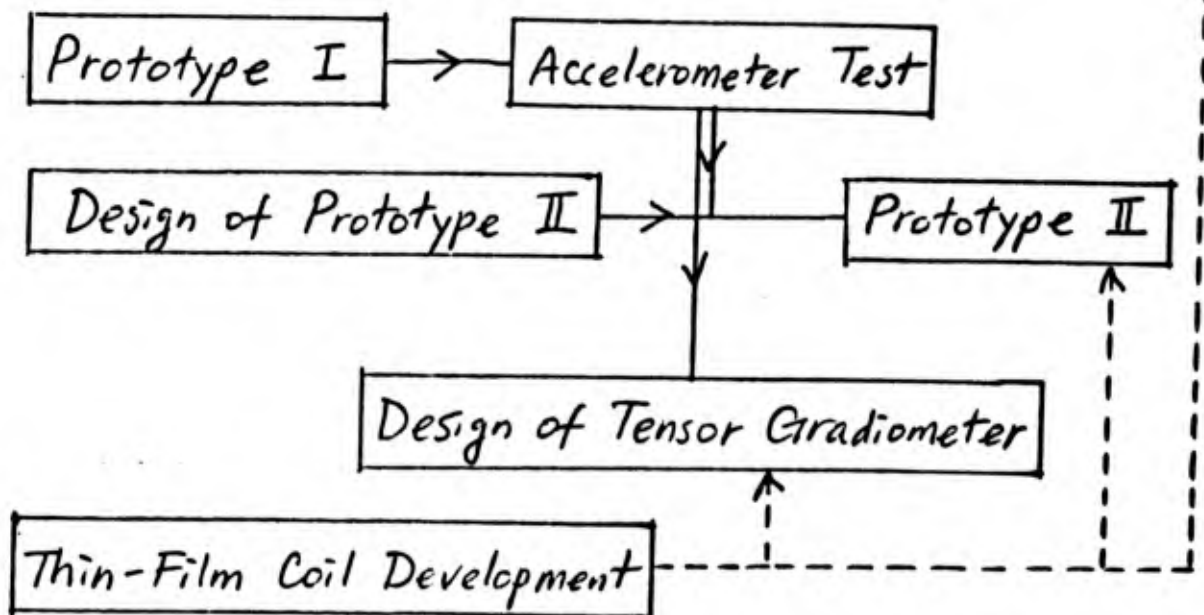 Prototype I
Accelerometer Test
Design of Prototype II
Prototype II
Design of Tensor Gradiometer
Thin-Film Coil Development